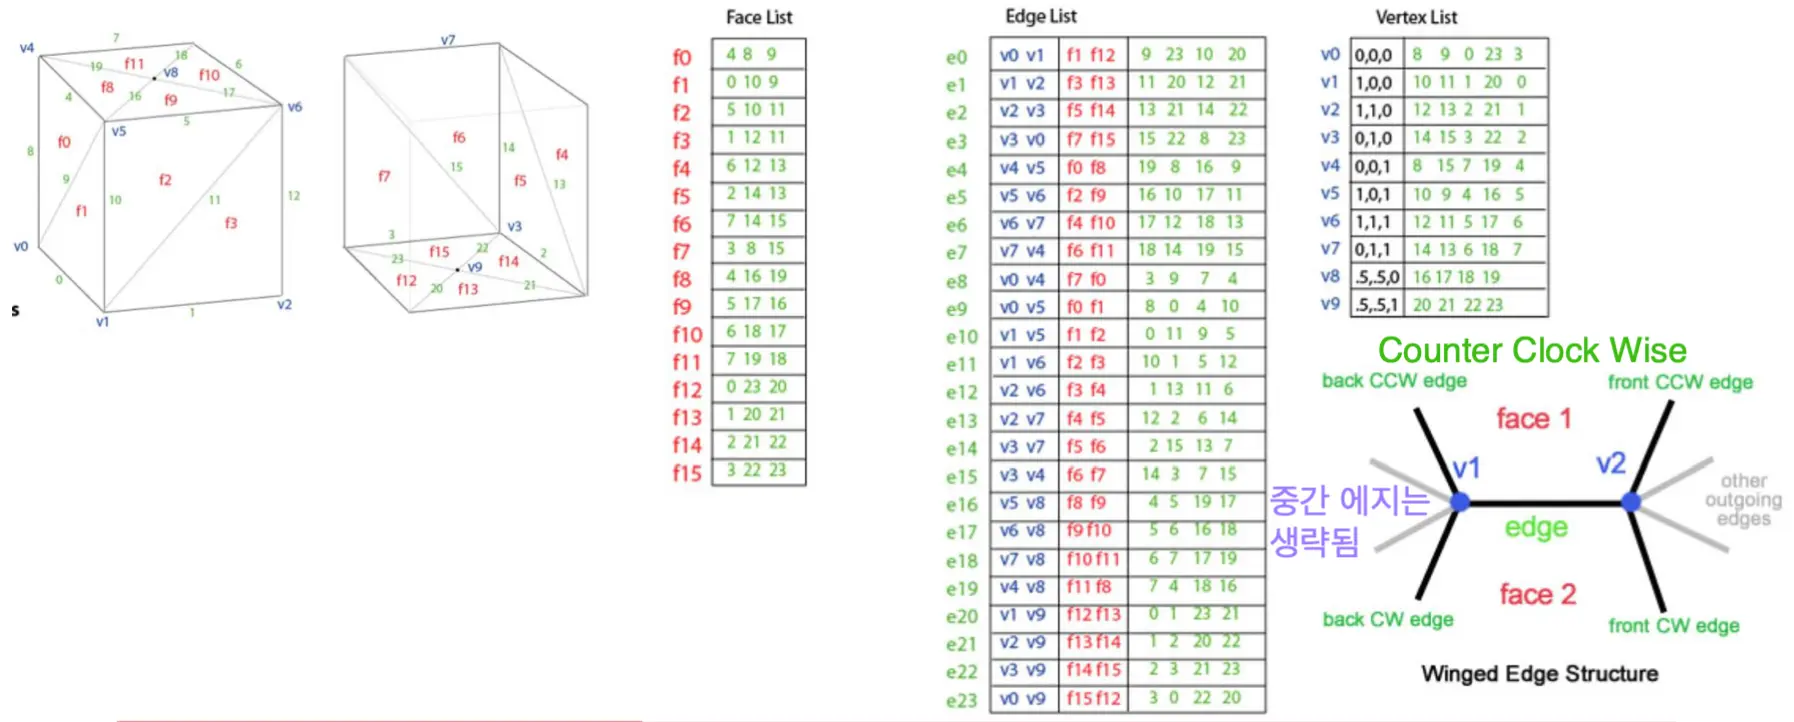 v4
7
18
6
19
f11
v8
f10
f8
17
4
16
f9
v6
5
v5
f0
8
9
f2
10
11
12
f1
f3
v0
0
v1
1
v2
s
v7
f6
14
f4
15
f7
f5
13
v3
3
f15
22
2
23
v9
f14
f12
20
f13
21
Face List
f0 4 8 9
f1 0 10 9
f2 5 10 11
f3 1 12 11
f4 6 12 13
f5 2 14 13
f6 7 14 15
f7 3 8 15
f8 4 16 19
f9 5 17 16
f10 6 18 17
f11 7 19 18
f12 0 23 20
f13 1 20 21
f14 2 21 22
f15 3 22 23
Edge List
e0 v0 v1 f1 f12 9 23 10 20
e1 v1 v2 f3 f13 11 20 12 21
e2 v2 v3 f5 f14 13 21 14 22
e3 v3 v0 f7 f15 15 22 8 23
e4 v4 v5 f0 f8 19 8 16 9
e5 v5 v6 f2 f9 16 10 17 11
e6 v6 v7 f4 f10 17 12 18 13
e7 v7 v4 f6 f11 18 14 19 15
e8 v0 v4 f7 f0 3 9 7 4
e9 v0 v5 f0 f1 8 0 4 10
e10 v1 v5 f1 f2 0 11 9 5
e11 v1 v6 f2 f3 10 1 5 12
e12 v2 v6 f3 f4 1 13 11 6
e13 v2 v7 f4 f5 12 2 6 14
e14 v3 v7 f5 f6 2 15 13 7
e15 v3 v4 f6 f7 14 3 7 15
e16 v5 v8 f8 f9 4 5 19 17
e17 v6 v8 f9 f10 5 6 16 18
e18 v7 v8 f10 f11 6 7 17 19
e19 v4 v8 f11 f8 7 4 18 16
e20 v1 v9 f12 f13 0 1 23 21
e21 v2 v9 f13 f14 1 2 20 22
e22 v3 v9 f14 f15 2 3 21 23
e23 v0 v9 f15 f12 3 0 22 20
Vertex List
v0 0,0,0 8 9 0 23 3
v1 1,0,0 10 11 1 20 0
v2 1,1,0 12 13 2 21 1
v3 0,1,0 14 15 3 22 2
v4 0,0,1 8 15 7 19 4
v5 1,0,1 10 9 4 16 5
v6 1,1,1 12 11 5 17 6
v7 0,1,1 14 13 6 18 7
v8 .5,.5,0 16 17 18 19
v9 .5,.5,1 20 21 22 23
Counter Clock Wise
back CCW edge
front CCW edge
face 1
v1
v2
other
outgoing
edges
중간 에지는
생략됨
edge
face 2
back CW edge
front CW edge
Winged Edge Structure